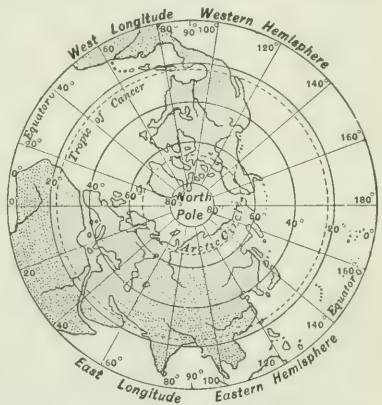 West Longitude Western Hemisphere
80° 90° 100°
60° 120°
Equator 40° Tropic of Cancer 140°
20° 160°
0° 20 40° 60° 80° North Pole 80 60 40° 20 180°
Arctic Circle
20 160
40° Equator 140°
60° 120
80° 90° 100
East Longitude Eastern Hemisphere